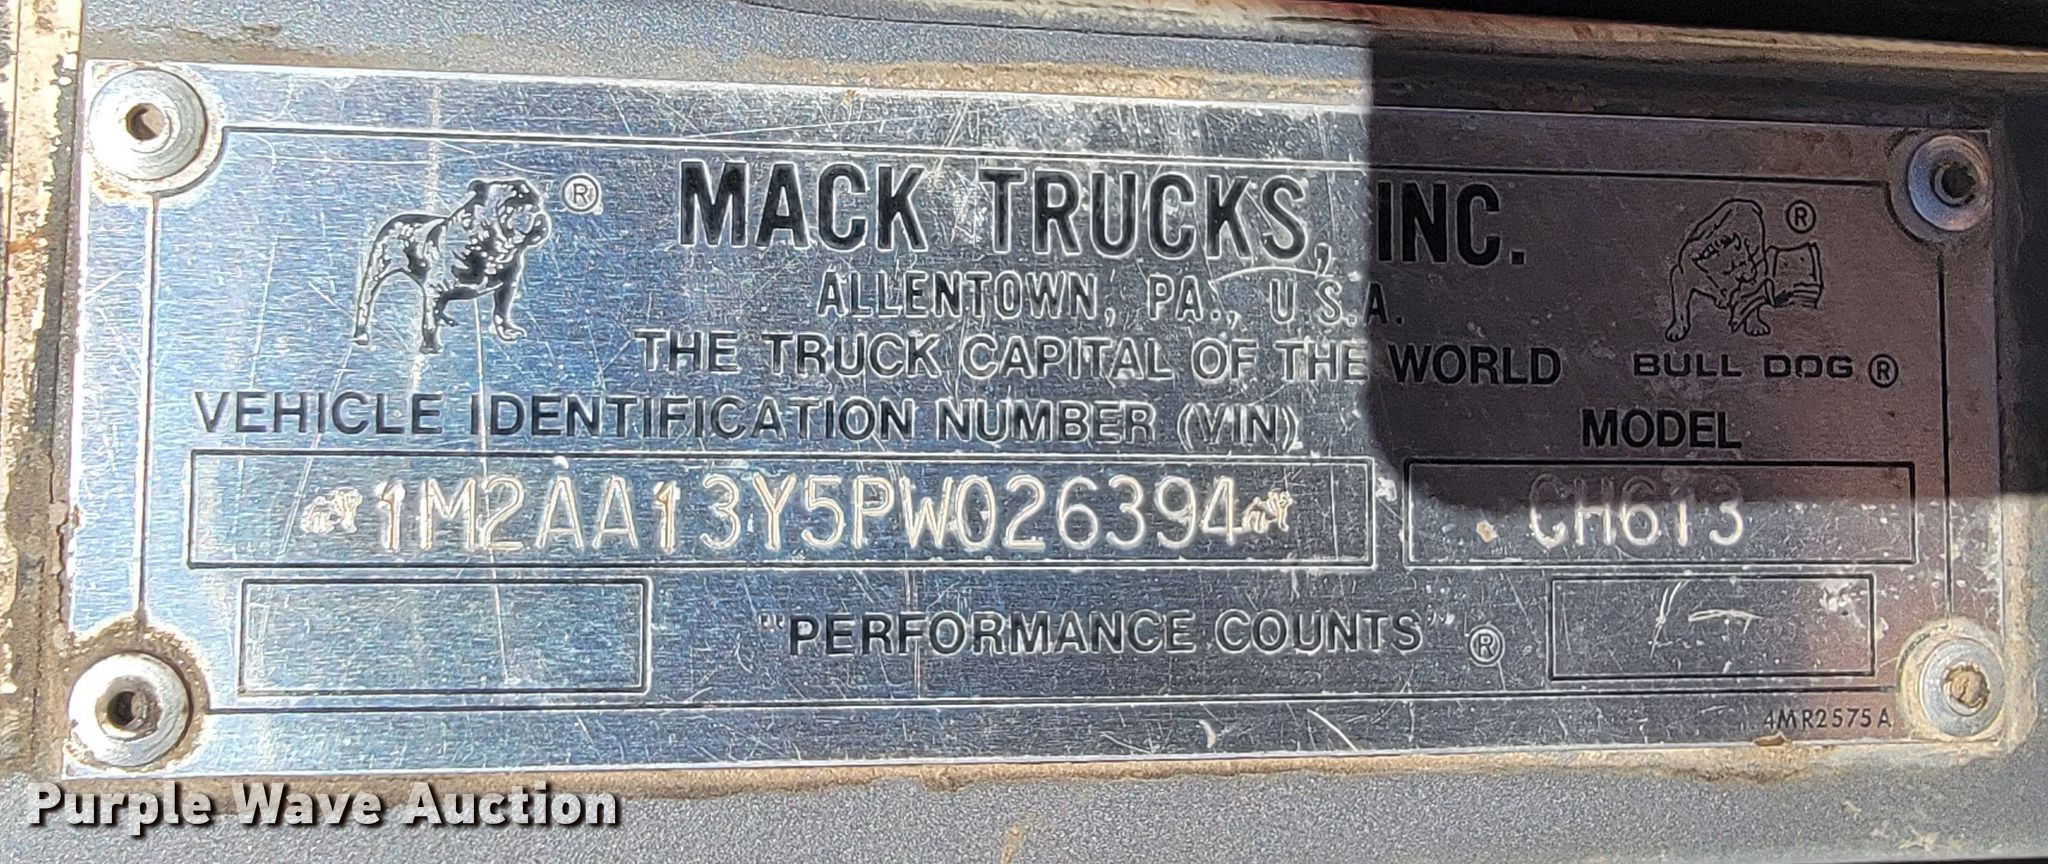 ® MACK TRUCKS, INC. ®
ALLENTOWN, PA., U.S.A.
THE TRUCK CAPITAL OF THE WORLD
BULL DOG ®
VEHICLE IDENTIFICATION NUMBER (VIN)
MODEL
1M2AA13Y5PW026394
CH613
"PERFORMANCE COUNTS" ®
4MR2575A
Purple Wave Auction